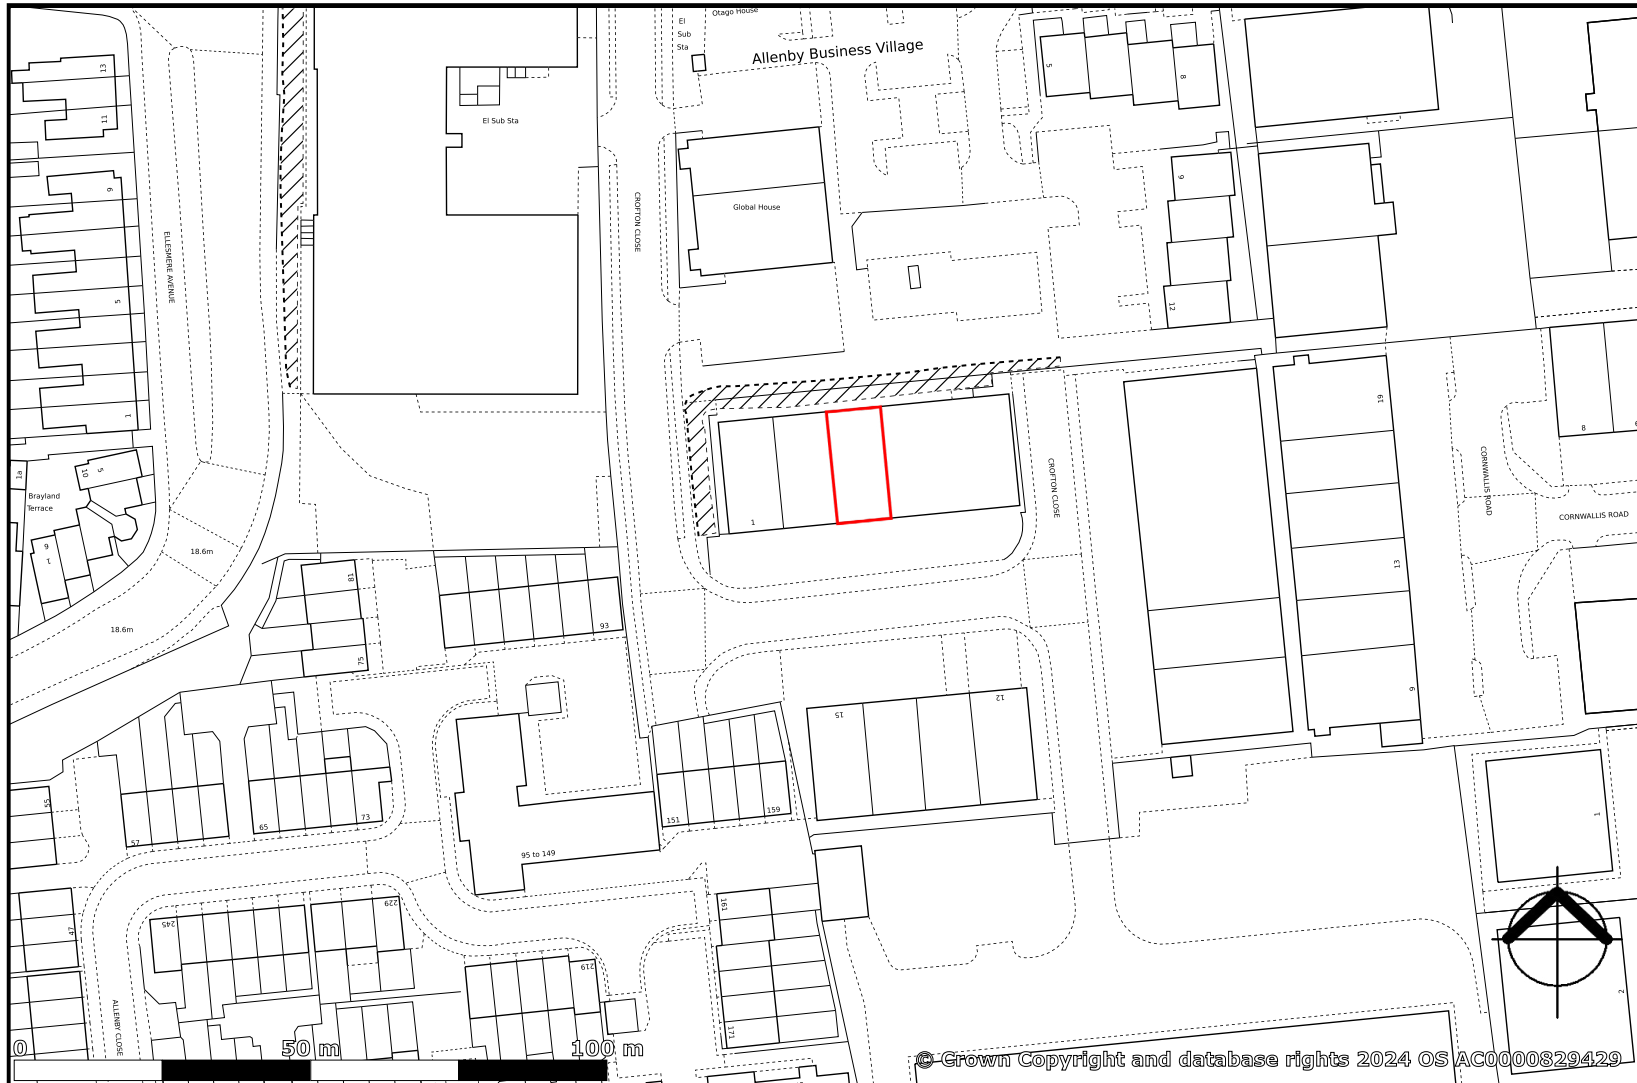 Otago House
El
Sub
Sta
Allenby Business Village
13
11
El Sub Sta
5
8
9
ELLESMERE AVENUE
CROFTON CLOSE
Global House
9
12
5
1
19
8
6
1a
10
5
Brayland
Terrace
9
1
18.6m
18.6m
1
CROFTON CLOSE
CORNWALLIS ROAD
CORNWALLIS ROAD
13
81
75
93
9
15
12
55
57
65
73
151
159
95 to 149
1
47
245
229
161
219
171
2
ALLENBY CLOSE
0
50 m
100 m
© Crown Copyright and database rights 2024 OS AC0000829429